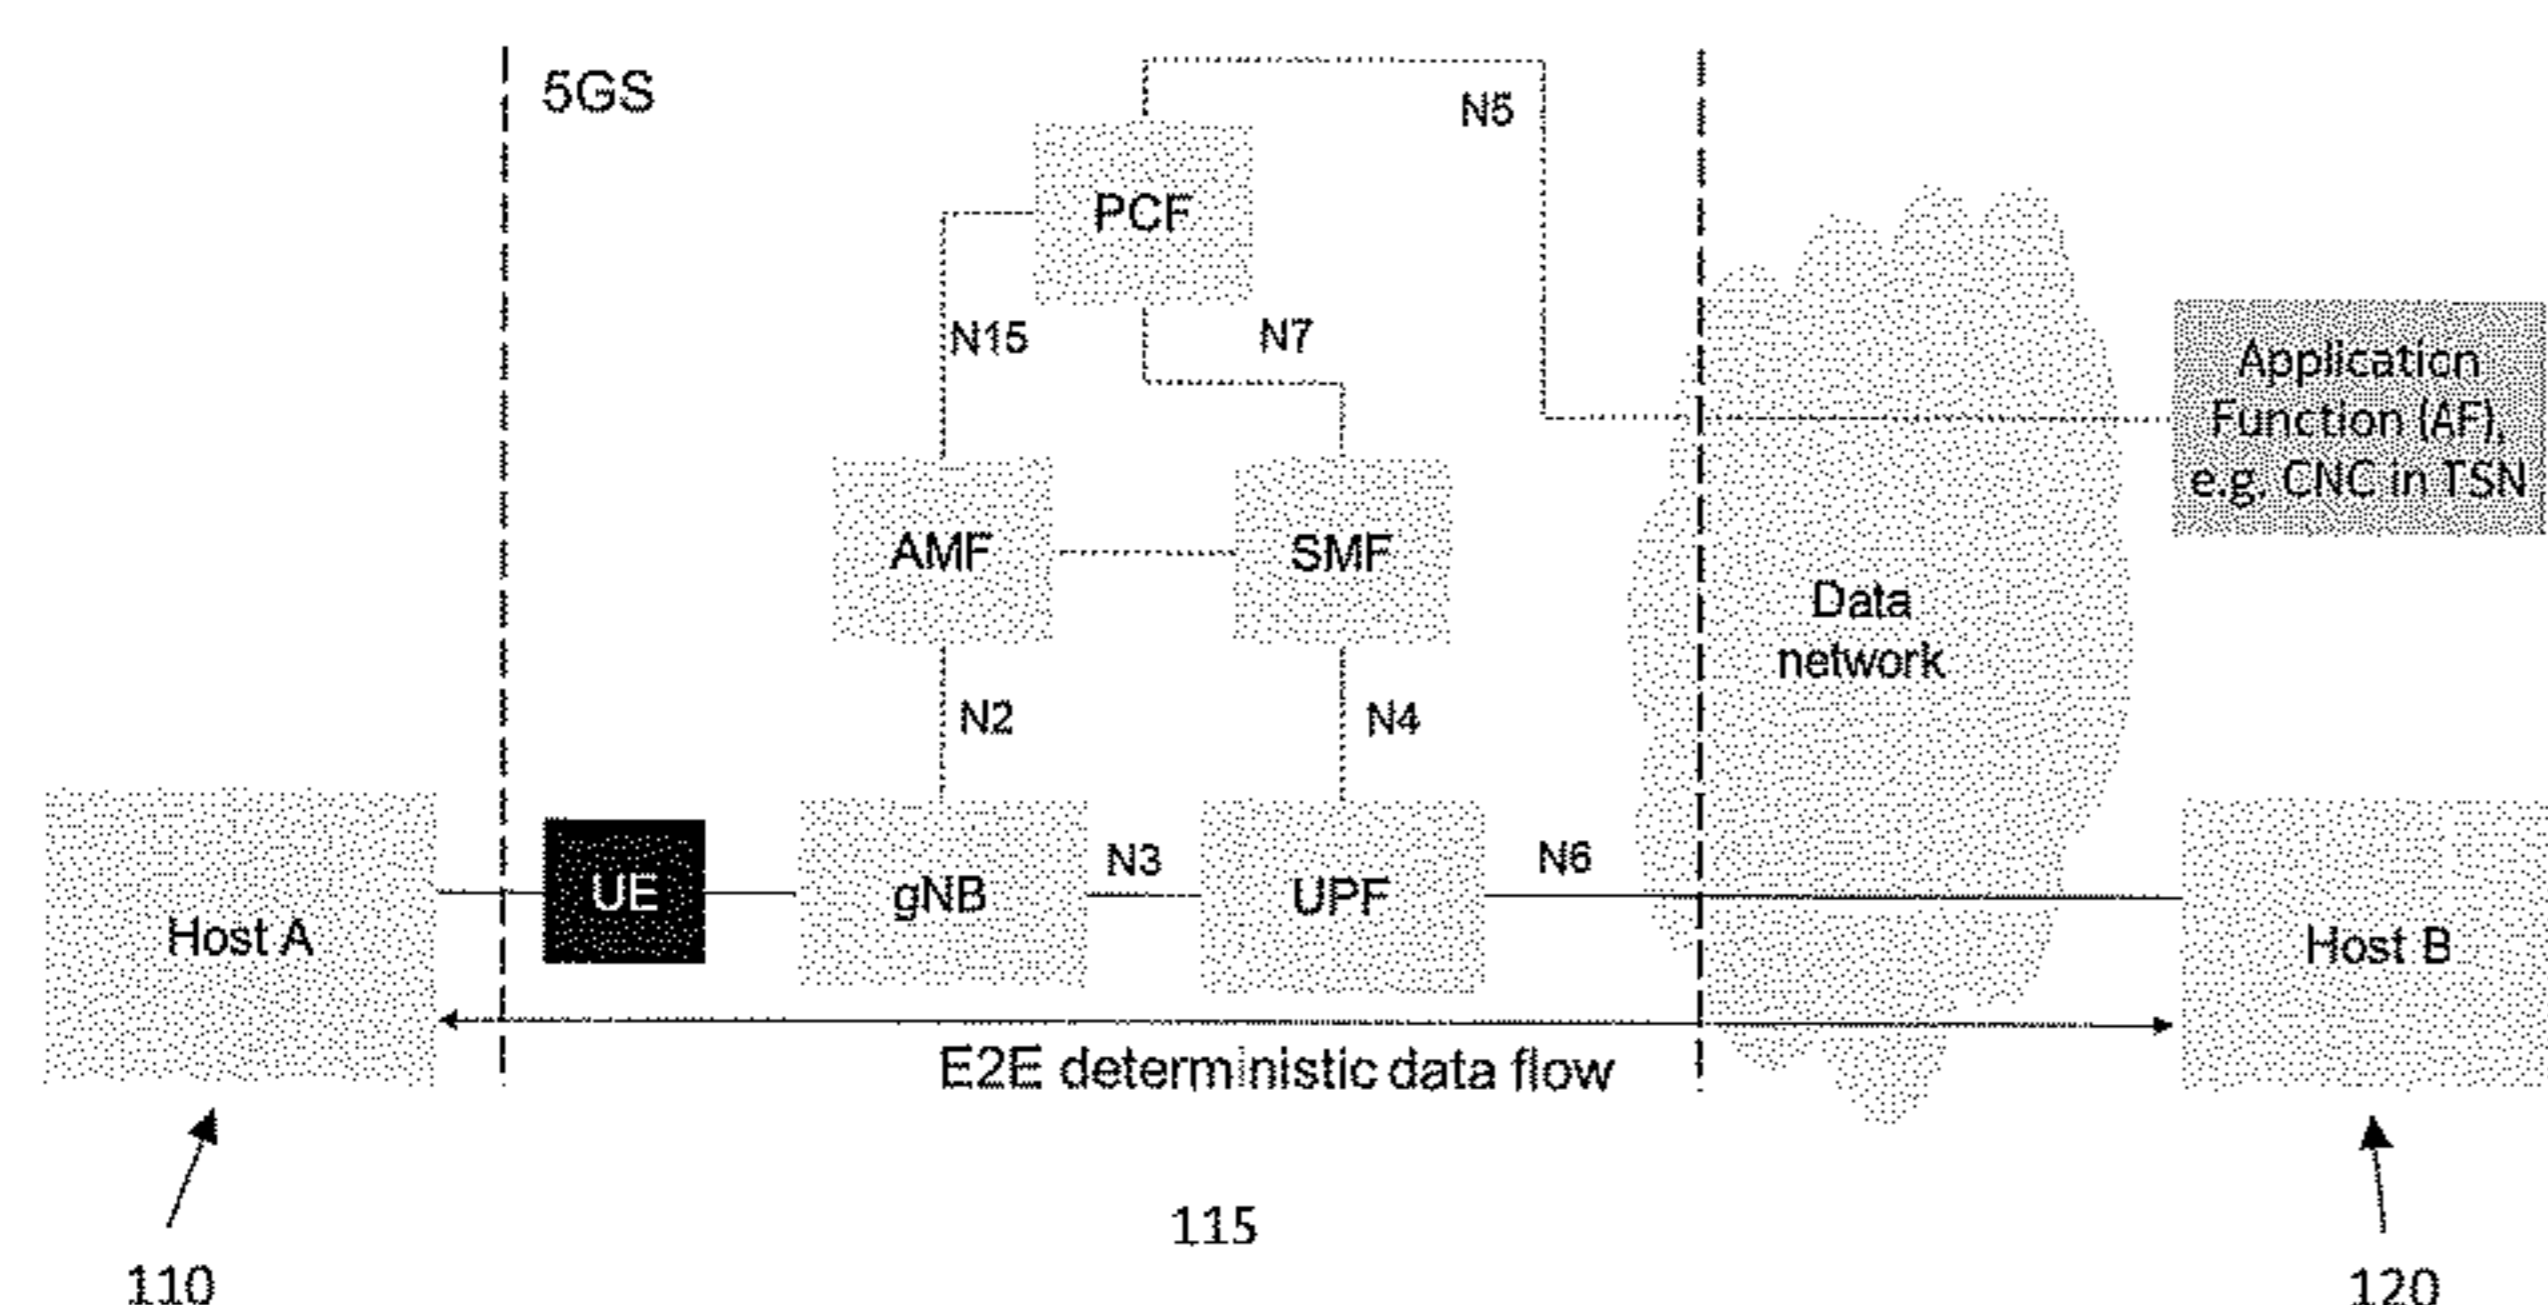 5GS
N5
PCF
N15
N7
Application
Function (AF),
e.g. CNC in TSN
AMF
SMF
Data
network
N2
N4
Host A
UE
gNB
N3
UPF
N6
Host B
E2E deterministic data flow
110
115
120